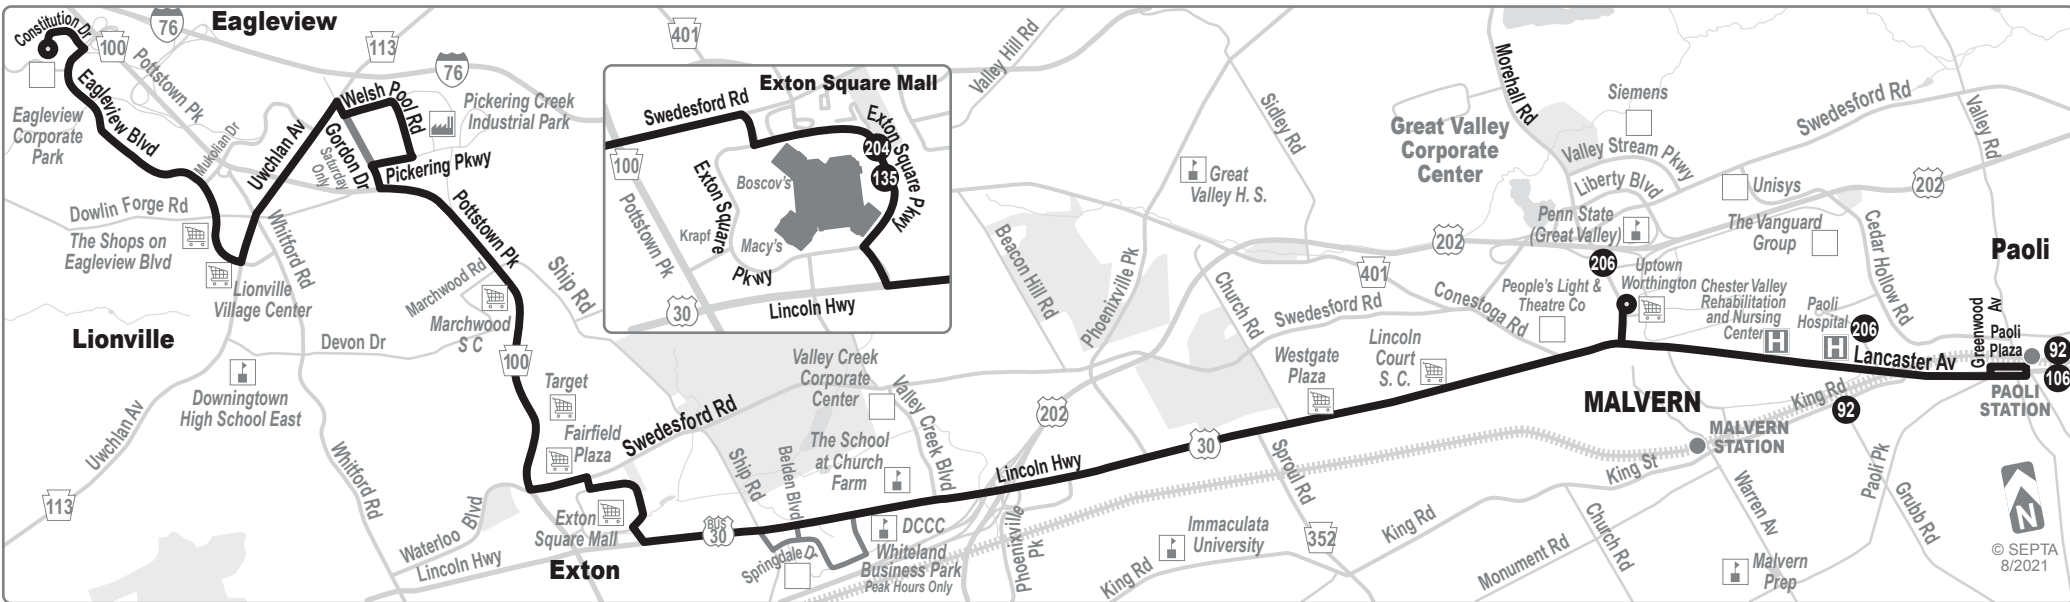 Eagleview
Constitution Dr
76
100
113
401
76
Pottstown Pk
Eagleview
Corporate
Park
Eagleview Blvd
Mukolian Dr
Uwchlan Av
Welsh Pool Rd
Gordon Dr
Saturday
Only
Pickering Creek
Industrial Park
Pickering Pkwy
Pottstown Pk
Dowlin Forge Rd
The Shops on
Eagleview Blvd
Whitford Rd
Lionville
Village Center
Lionville
Marchwood Rd
Marchwood
S C
Ship Rd
Devon Dr
Downingtown
High School East
100
Target
Fairfield
Plaza
Swedesford Rd
Uwchlan Av
113
Whitford Rd
Waterloo Blvd
Lincoln Hwy
Exton
Square Mall
Exton
Exton Square Mall
Swedesford Rd
100
Pottstown Pk
Exton Square
Pkwy
Krapf
Boscov's
Macy's
Exton Square Pkwy
204
135
30
Lincoln Hwy
Valley Hill Rd
Sidley Rd
Great
Valley H. S.
Beacon Hill Rd
Phoenixville Pk
Church Rd
Valley Creek
Corporate
Center
Valley Creek Blvd
The School
at Church
Farm
Ship Rd
Belden Blvd
BUS
30
Springdale Dr
DCCC
Whiteland
Business Park
Peak Hours Only
202
Lincoln Hwy
Phoenixville
Pk
30
Immaculata
University
King Rd
Sproul Rd
352
King Rd
Westgate
Plaza
Lincoln
Court
S. C.
Swedesford Rd
401
Conestoga Rd
202
Great Valley
Corporate
Center
Morehall Rd
Siemens
Swedesford Rd
Valley Stream Pkwy
Liberty Blvd
Unisys
Penn State
(Great Valley)
The Vanguard
Group
202
Valley Rd
Cedar Hollow Rd
206
Uptown
Worthington
People's Light &
Theatre Co
Chester Valley
Rehabilitation
and Nursing
Center
H
Paoli
Hospital
H
206
Lancaster Av
Greenwood
Av
Paoli
Paoli
Plaza
92
106
PAOLI
STATION
MALVERN
King Rd
92
MALVERN
STATION
King St
Warren Av
Paoli Pk
Grubb Rd
Church Rd
Monument Rd
Malvern
Prep
N
© SEPTA
8/2021